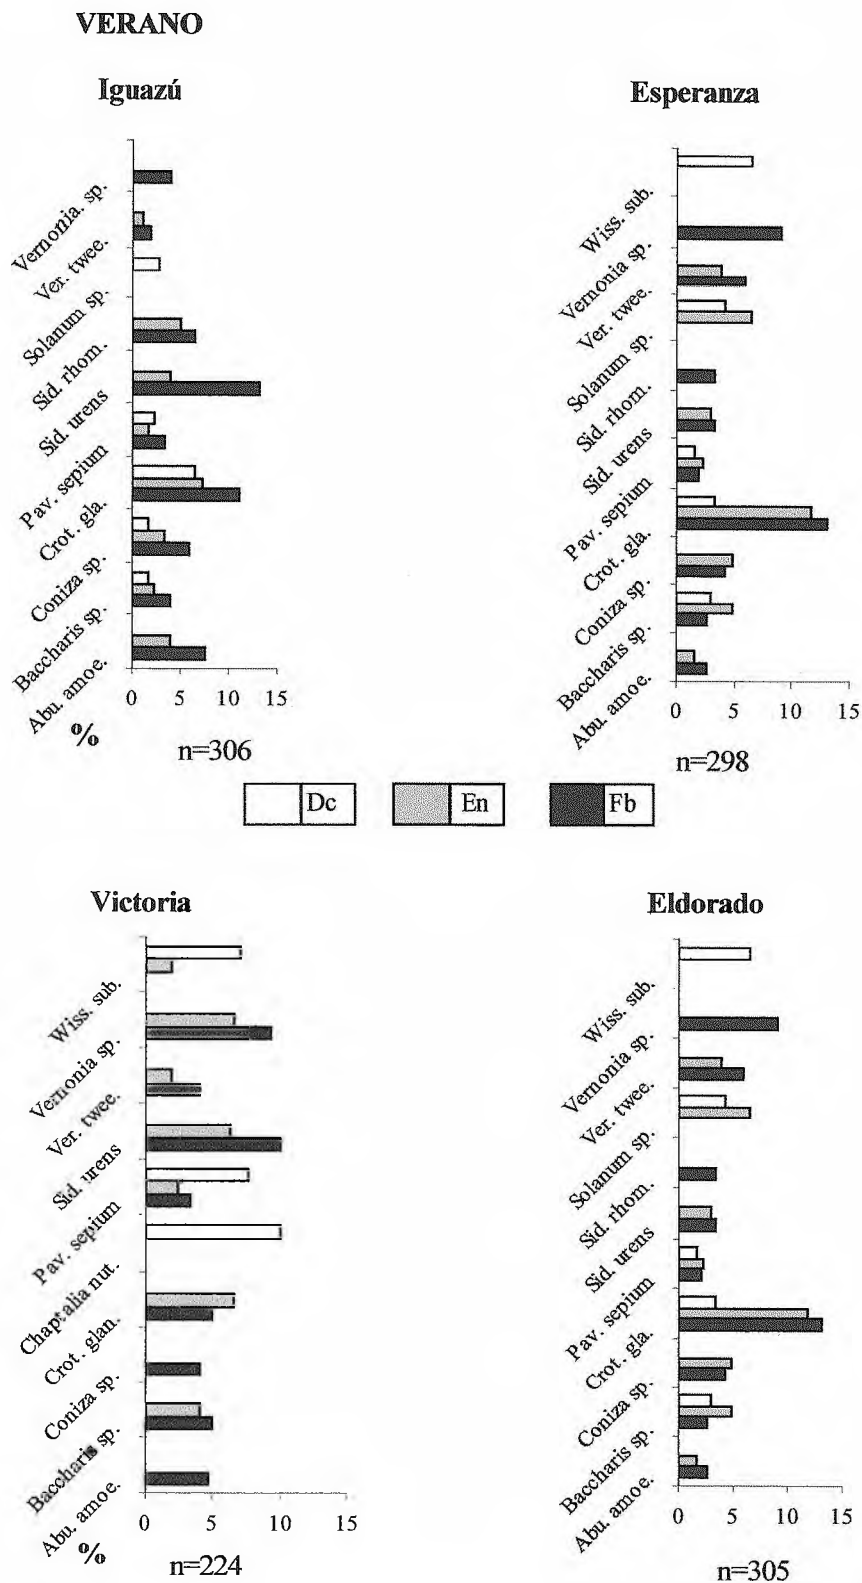 VERANO
Iguazú
Vernonia. sp.
Ver. twee.
Solanum sp.
Sid. rhom.
Sid. urens
Pav. sepium
Crot. gla.
Coniza sp.
Baccharis sp.
Abu. amoe.
0 5 10 15
%
n=306
Esperanza
Wiss. sub.
Vernonia sp.
Ver. twee.
Solanum sp.
Sid. rhom.
Sid. urens
Pav. sepium
Crot. gla.
Coniza sp.
Baccharis sp.
Abu. amoe.
0 5 10 15
n=298
Dc En Fb
Victoria
Wiss. sub.
Vernonia sp.
Ver. twee.
Sid. urens
Pav. sepium
Chaptalia nut.
Crot. glan.
Coniza sp.
Baccharis sp.
Abu. amoe.
0 5 10 15
%
n=224
Eldorado
Wiss. sub.
Vernonia sp.
Ver. twee.
Solanum sp.
Sid. rhom.
Sid. urens
Pav. sepium
Crot. gla.
Coniza sp.
Baccharis sp.
Abu. amoe.
0 5 10 15
n=305